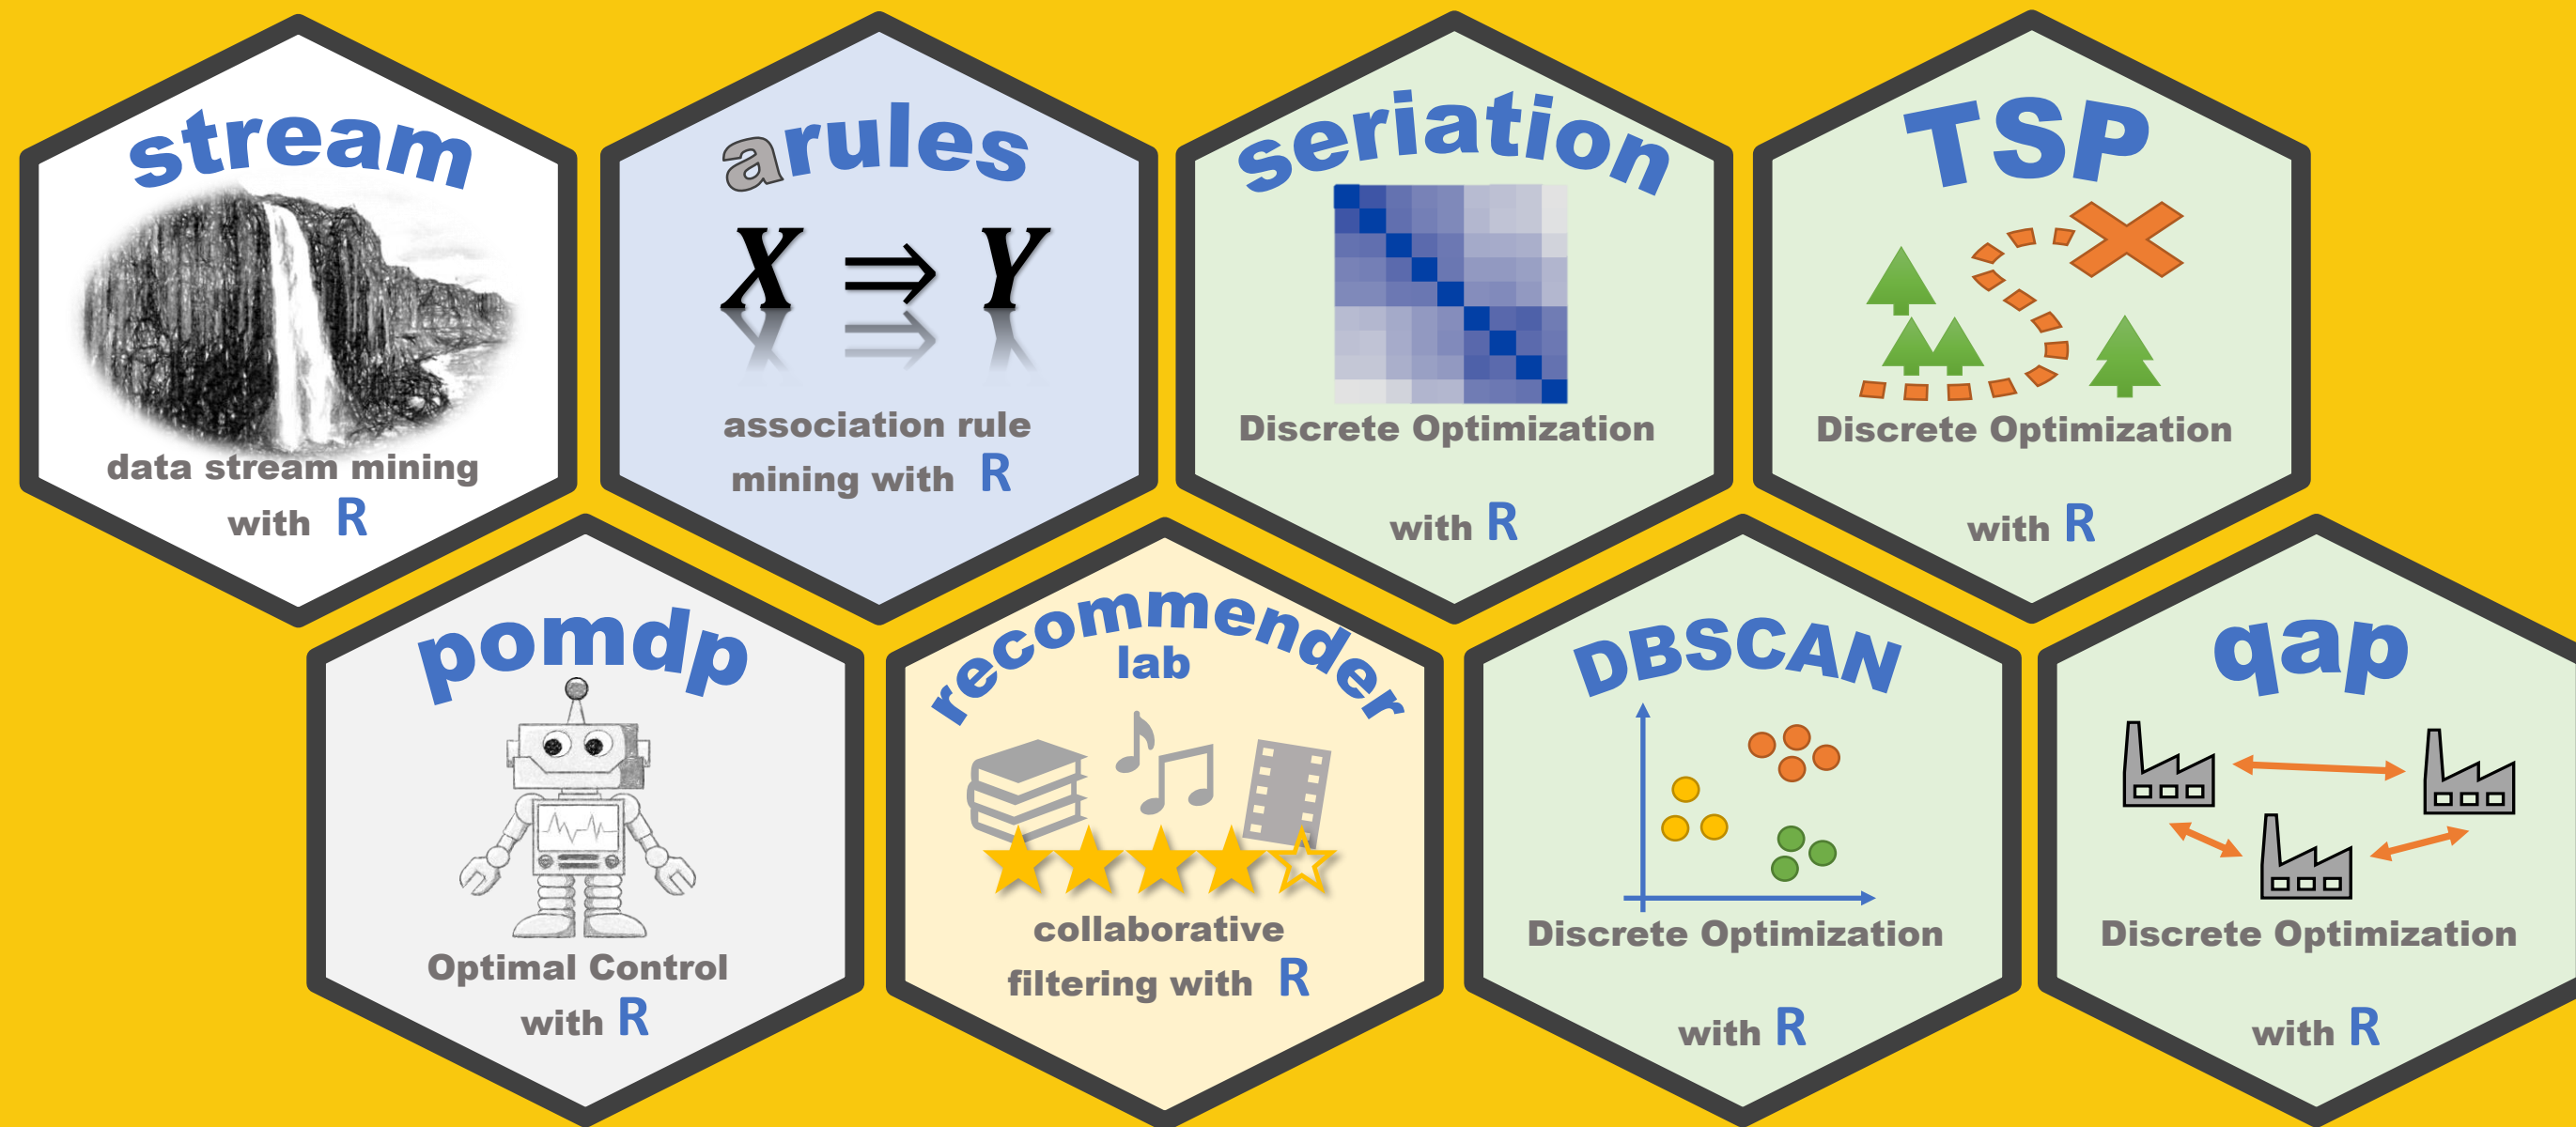 stream
data stream mining
with R
arules
X ⇒ Y
association rule
mining with R
seriation
Discrete Optimization
with R
TSP
Discrete Optimization
with R
pomdp
Optimal Control
with R
recommender
lab
collaborative
filtering with R
DBSCAN
Discrete Optimization
with R
qap
Discrete Optimization
with R